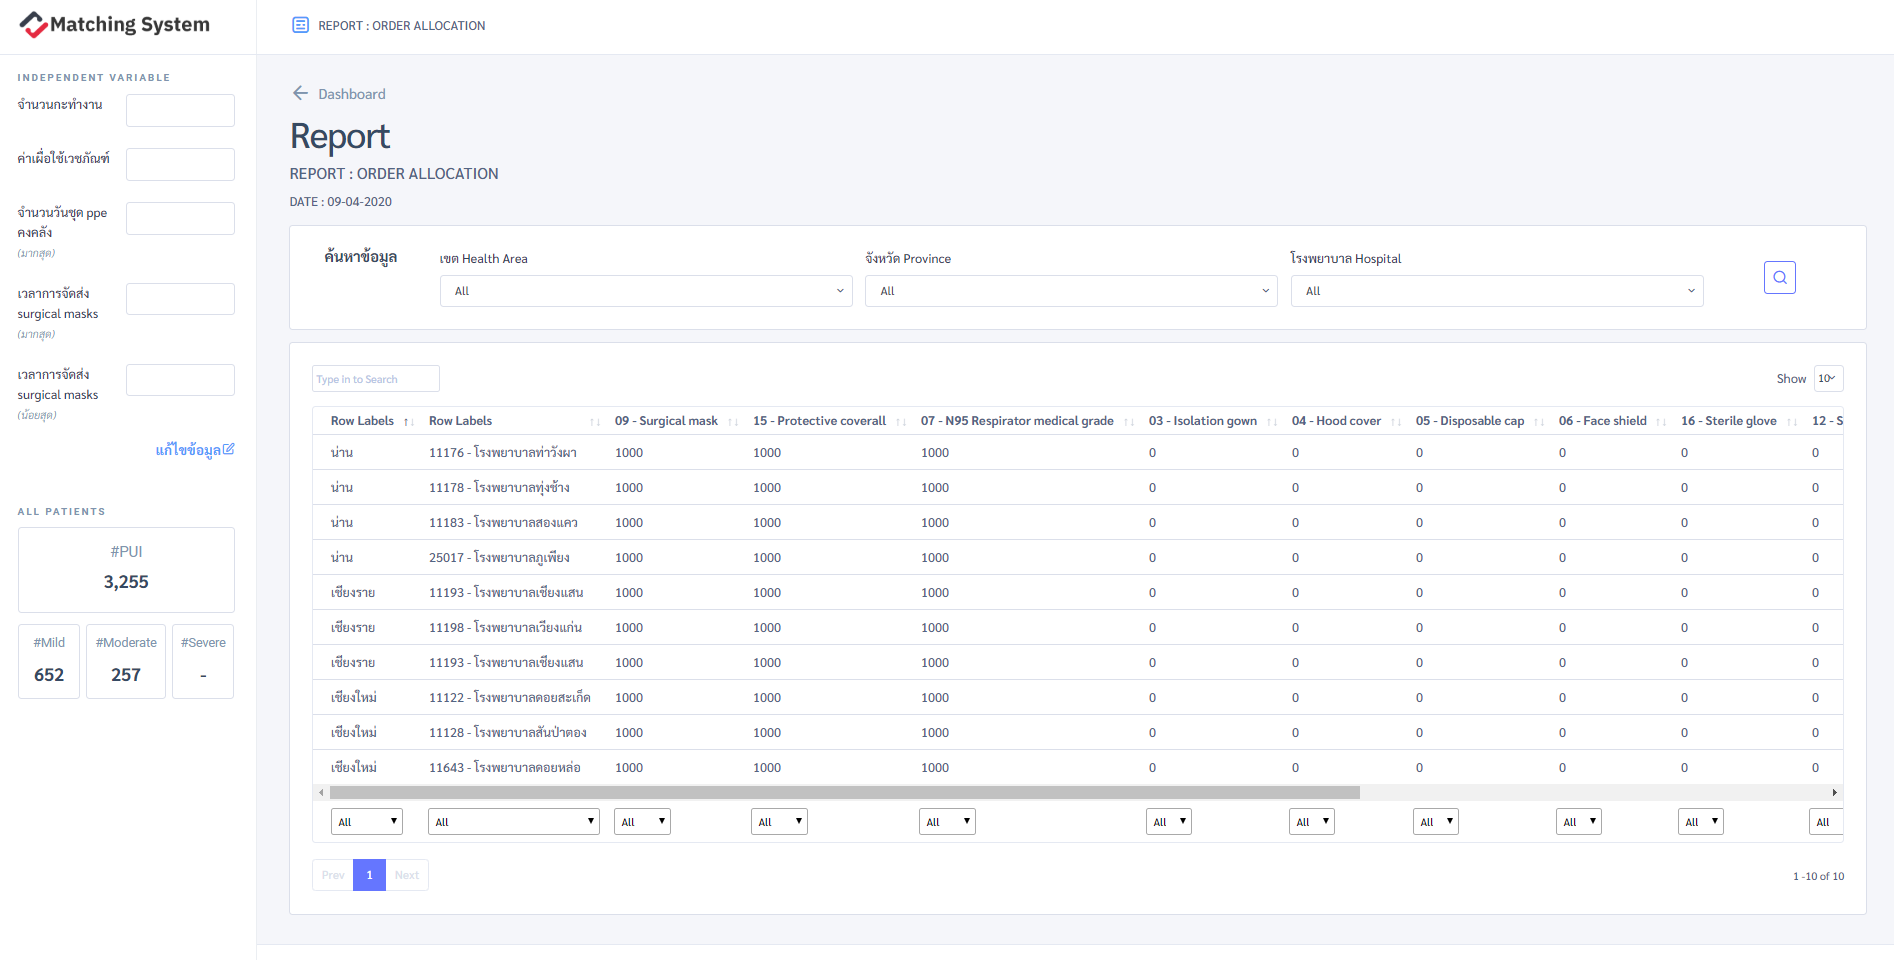 Matching System
REPORT : ORDER ALLOCATION
INDEPENDENT VARIABLE
จำนวนกะทำงาน
ค่าเผื่อใช้เวชภัณฑ์
จำนวนวันชุด ppe
คงคลัง
(มากสุด)
เวลาการจัดส่ง
surgical masks
(มากสุด)
เวลาการจัดส่ง
surgical masks
(น้อยสุด)
แก้ไขข้อมูล
ALL PATIENTS
#PUI
3,255
#Mild #Moderate #Severe
652 257 -
Dashboard
Report
REPORT : ORDER ALLOCATION
DATE : 09-04-2020
ค้นหาข้อมูล เขต Health Area จังหวัด Province โรงพยาบาล Hospital
All All All
Type in to Search Show 10
Row Labels Row Labels 09 - Surgical mask 15 - Protective coverall 07 - N95 Respirator medical grade 03 - Isolation gown 04 - Hood cover 05 - Disposable cap 06 - Face shield 16 - Sterile glove 12 - S
น่าน 11176 - โรงพยาบาลท่าวังผา 1000 1000 1000 0 0 0 0 0 0
น่าน 11178 - โรงพยาบาลทุ่งช้าง 1000 1000 1000 0 0 0 0 0 0
น่าน 11183 - โรงพยาบาลสองแคว 1000 1000 1000 0 0 0 0 0 0
น่าน 25017 - โรงพยาบาลภูเพียง 1000 1000 1000 0 0 0 0 0 0
เชียงราย 11193 - โรงพยาบาลเชียงแสน 1000 1000 1000 0 0 0 0 0 0
เชียงราย 11198 - โรงพยาบาลเวียงแก่น 1000 1000 1000 0 0 0 0 0 0
เชียงราย 11193 - โรงพยาบาลเชียงแสน 1000 1000 1000 0 0 0 0 0 0
เชียงใหม่ 11122 - โรงพยาบาลดอยสะเก็ด 1000 1000 1000 0 0 0 0 0 0
เชียงใหม่ 11128 - โรงพยาบาลสันป่าตอง 1000 1000 1000 0 0 0 0 0 0
เชียงใหม่ 11643 - โรงพยาบาลดอยหล่อ 1000 1000 1000 0 0 0 0 0 0
All All All All All All All All All All All
Prev 1 Next 1 -10 of 10